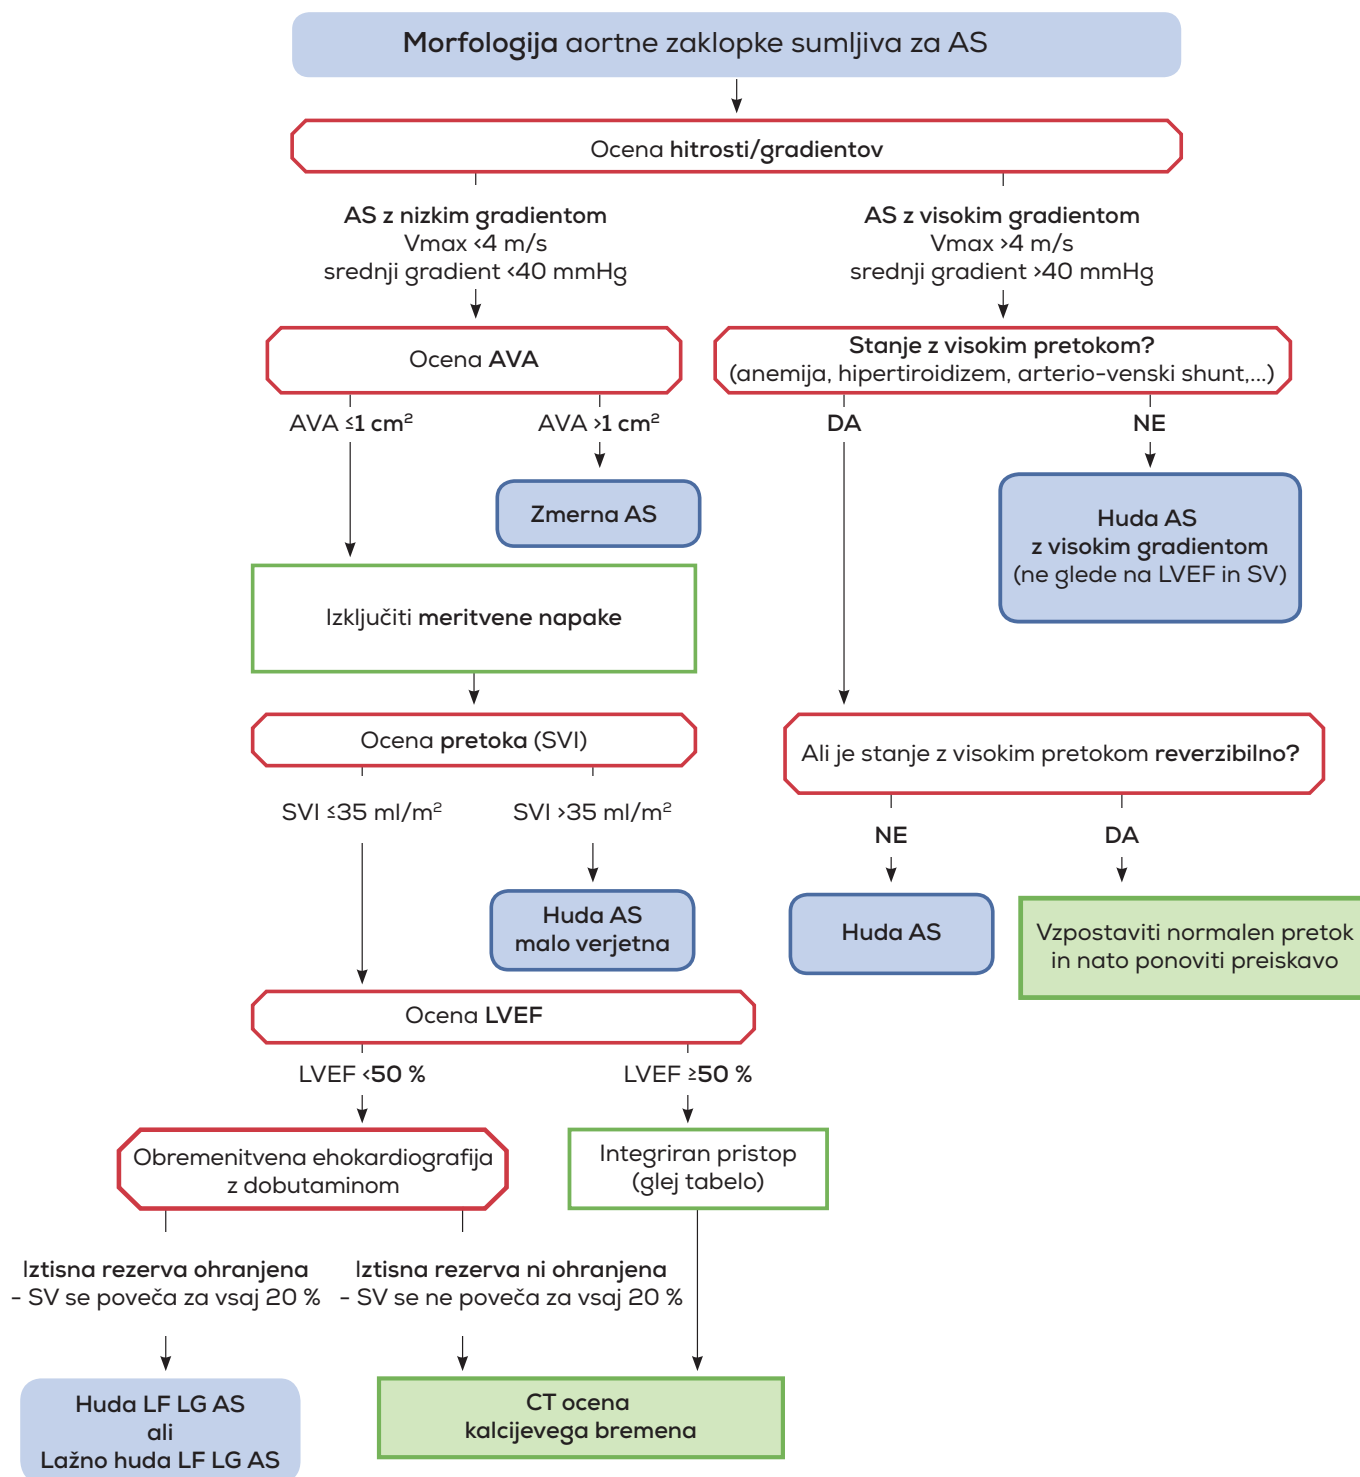 Morfologija aortne zaklopke sumljiva za AS
Ocena hitrosti/gradientov
AS z nizkim gradientom
Vmax <4 m/s
srednji gradient <40 mmHg
AS z visokim gradientom
Vmax >4 m/s
srednji gradient >40 mmHg
Ocena AVA
Stanje z visokim pretokom?
(anemija, hipertiroidizem, arterio-venski shunt,...)
AVA ≤1 cm²
AVA >1 cm²
DA
NE
Zmerna AS
Huda AS
z visokim gradientom
(ne glede na LVEF in SV)
Izključiti meritvene napake
Ocena pretoka (SVI)
Ali je stanje z visokim pretokom reverzibilno?
SVI ≤35 ml/m²
SVI >35 ml/m²
NE
DA
Huda AS
malo verjetna
Huda AS
Vzpostaviti normalen pretok
in nato ponoviti preiskavo
Ocena LVEF
LVEF <50 %
LVEF ≥50 %
Obremenitvena ehokardiografija
z dobutaminom
Integriran pristop
(glej tabelo)
Iztisna rezerva ohranjena
- SV se poveča za vsaj 20 %
Iztisna rezerva ni ohranjena
- SV se ne poveča za vsaj 20 %
Huda LF LG AS
ali
Lažno huda LF LG AS
CT ocena
kalcijevega bremena